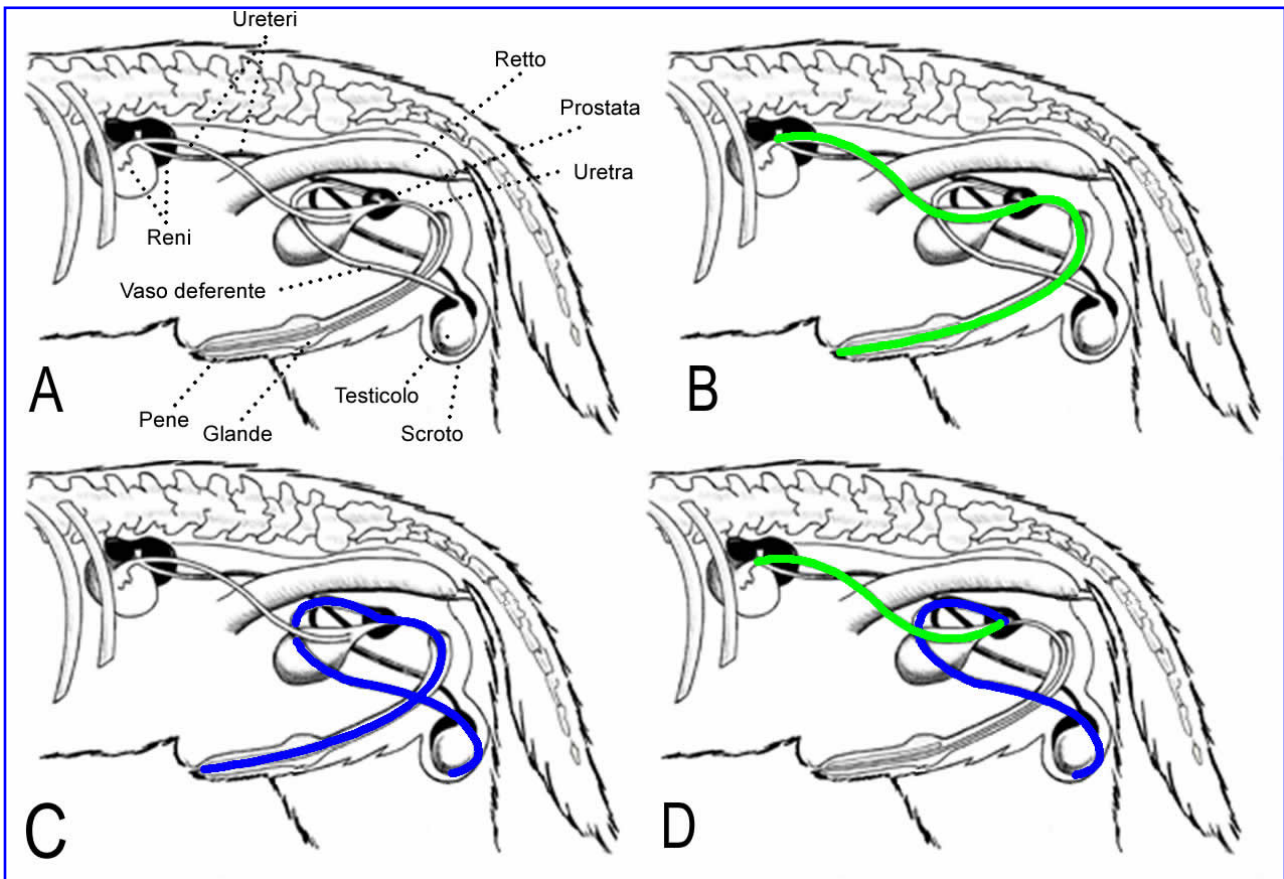 Ureteri
Retto
Prostata
Uretra
Reni
Vaso deferente
Testicolo
Pene
Glande
Scroto
A
B
C
D